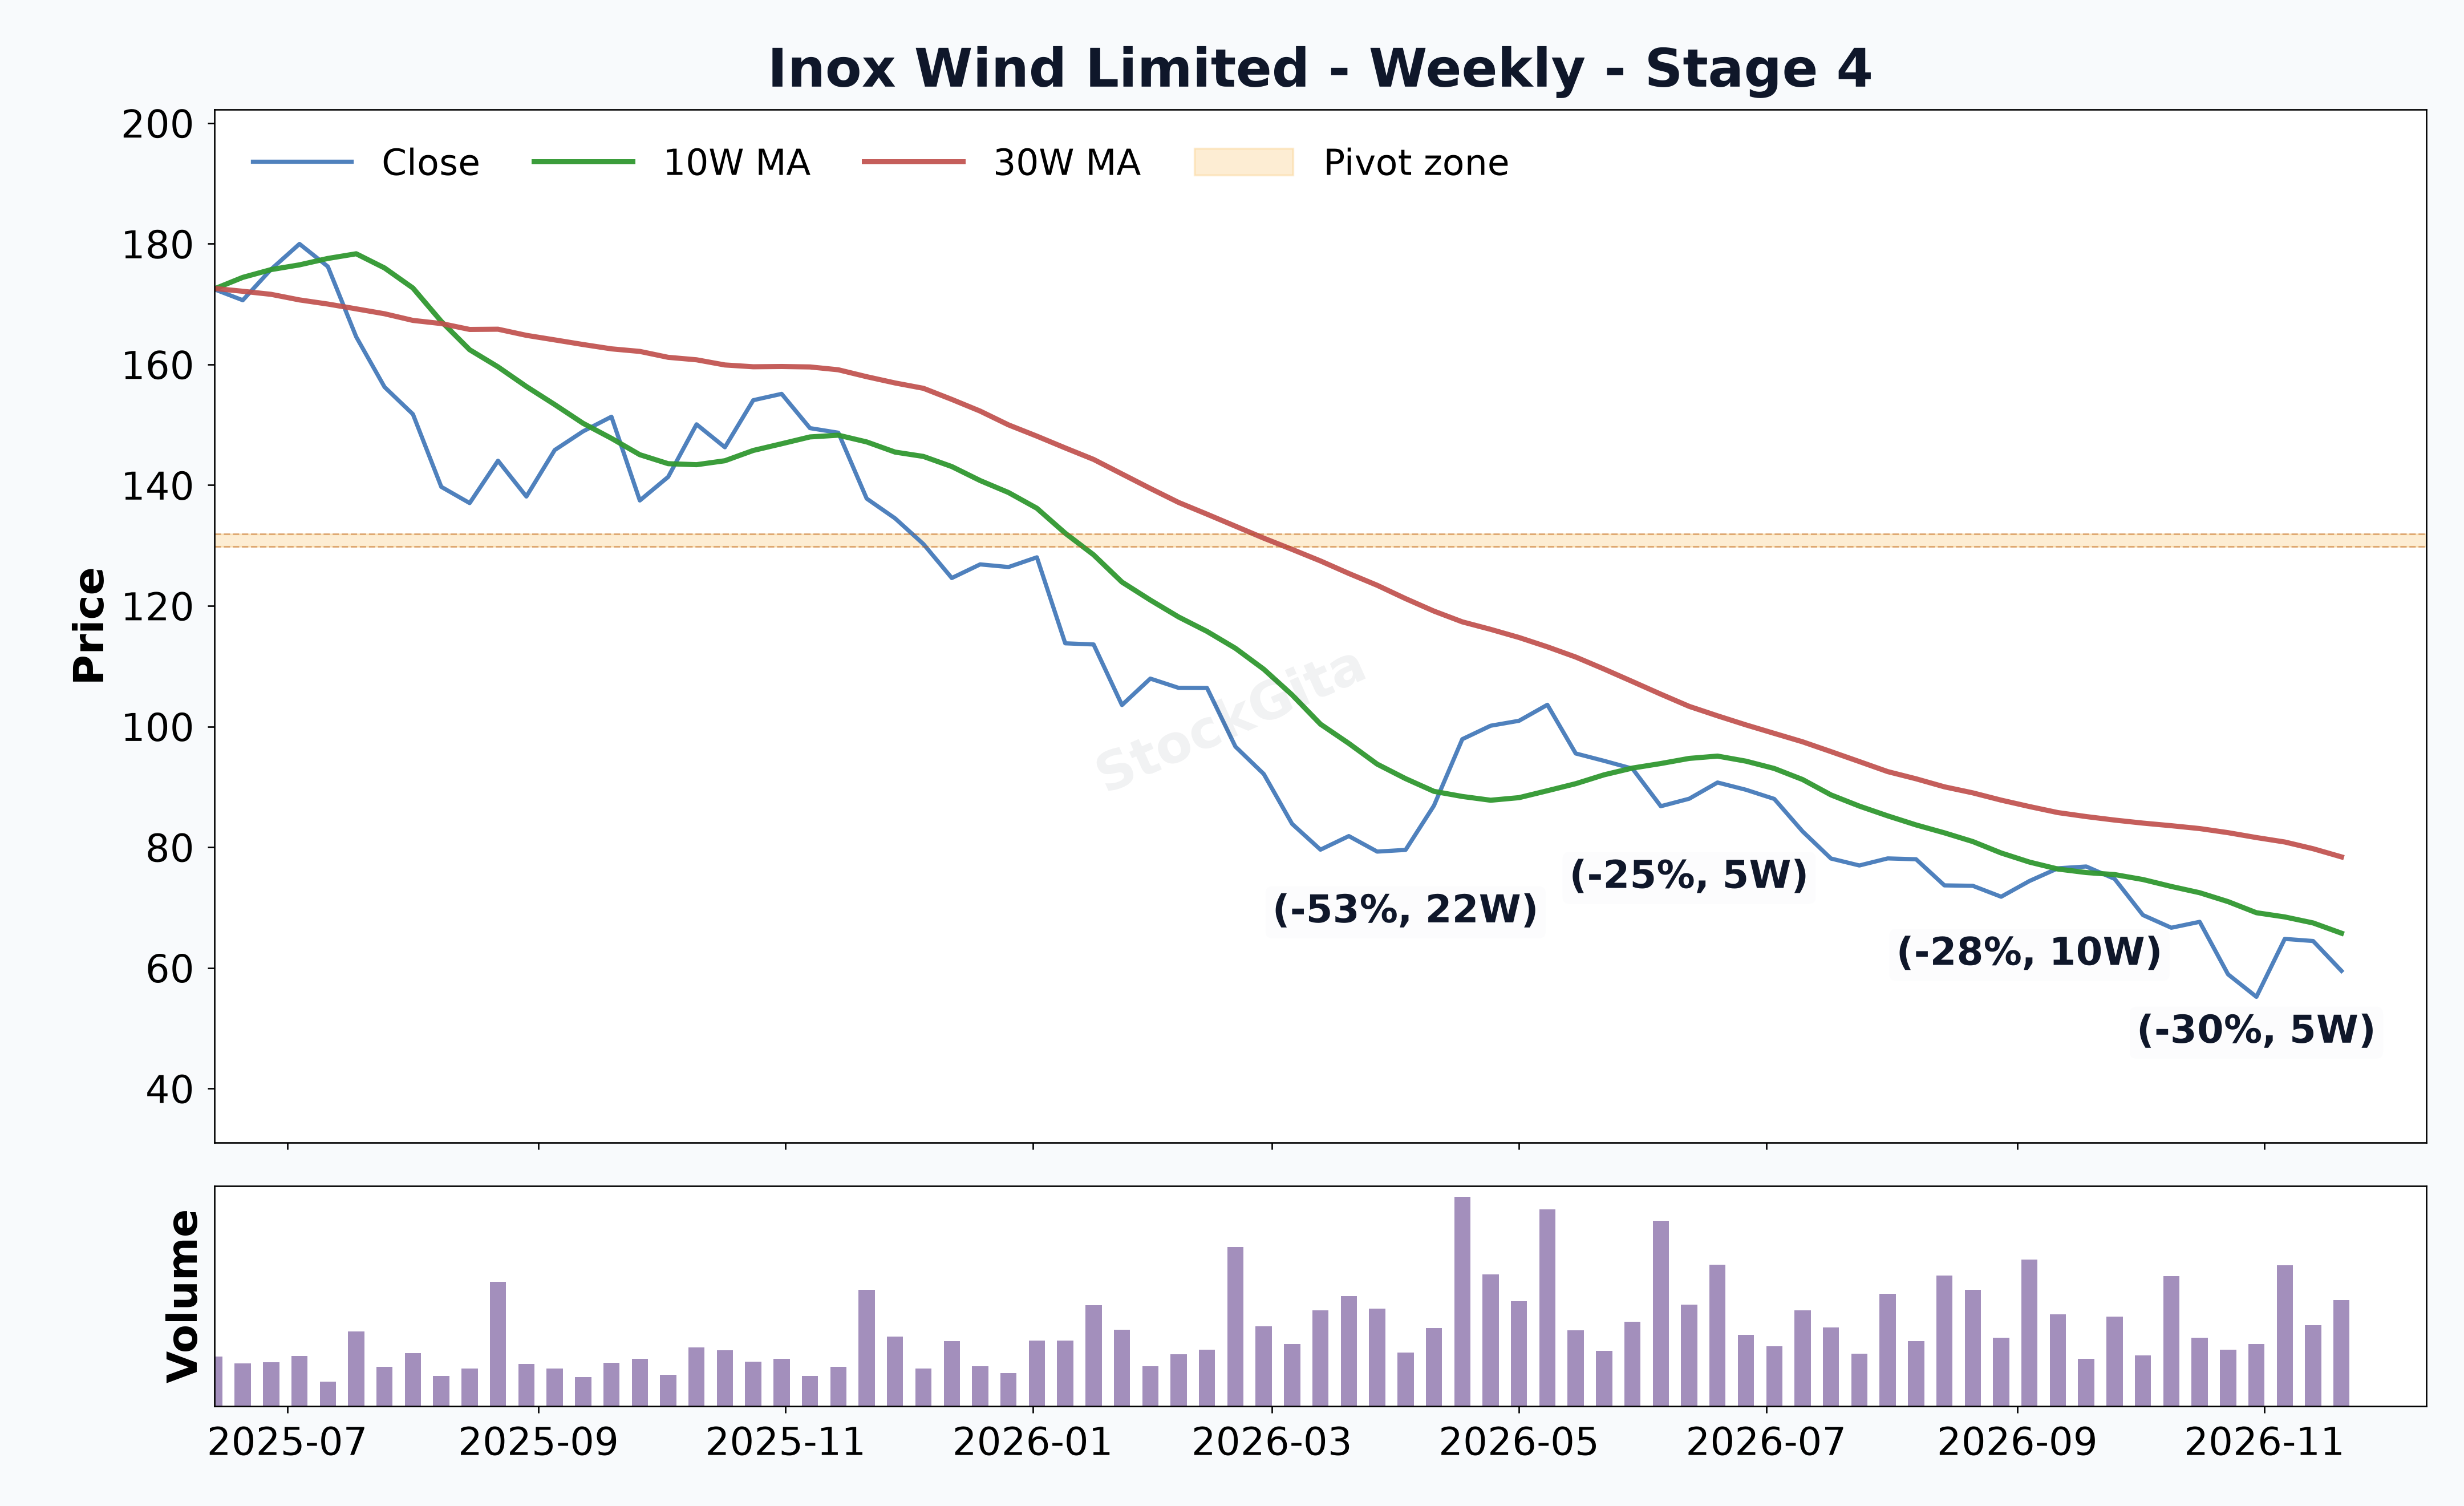 Inox Wind Limited - Weekly - Stage 4
Close 10W MA 30W MA Pivot zone
Price
200
180
160
140
120
100
80
60
40
StockGita
(-53%, 22W)
(-25%, 5W)
(-28%, 10W)
(-30%, 5W)
Volume
2025-07 2025-09 2025-11 2026-01 2026-03 2026-05 2026-07 2026-09 2026-11